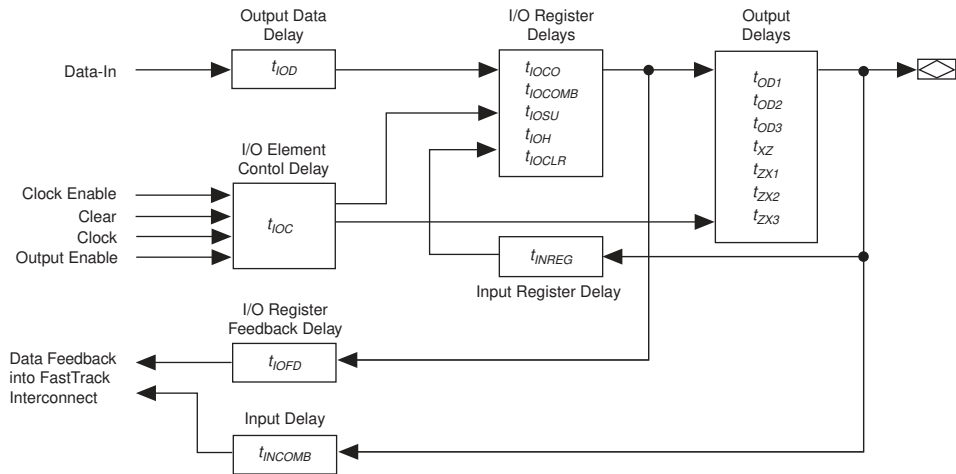 Output Data
Delay
I/O Register
Delays
Output
Delays
Data-In
tIOD
tIOCO
tIOCOMB
tIOSU
tIOH
tIOCLR
tOD1
tOD2
tOD3
tXZ
tZX1
tZX2
tZX3
I/O Element
Contol Delay
Clock Enable
Clear
Clock
Output Enable
tIOC
tINREG
Input Register Delay
I/O Register
Feedback Delay
tIOFD
Data Feedback
into FastTrack
Interconnect
Input Delay
tINCOMB